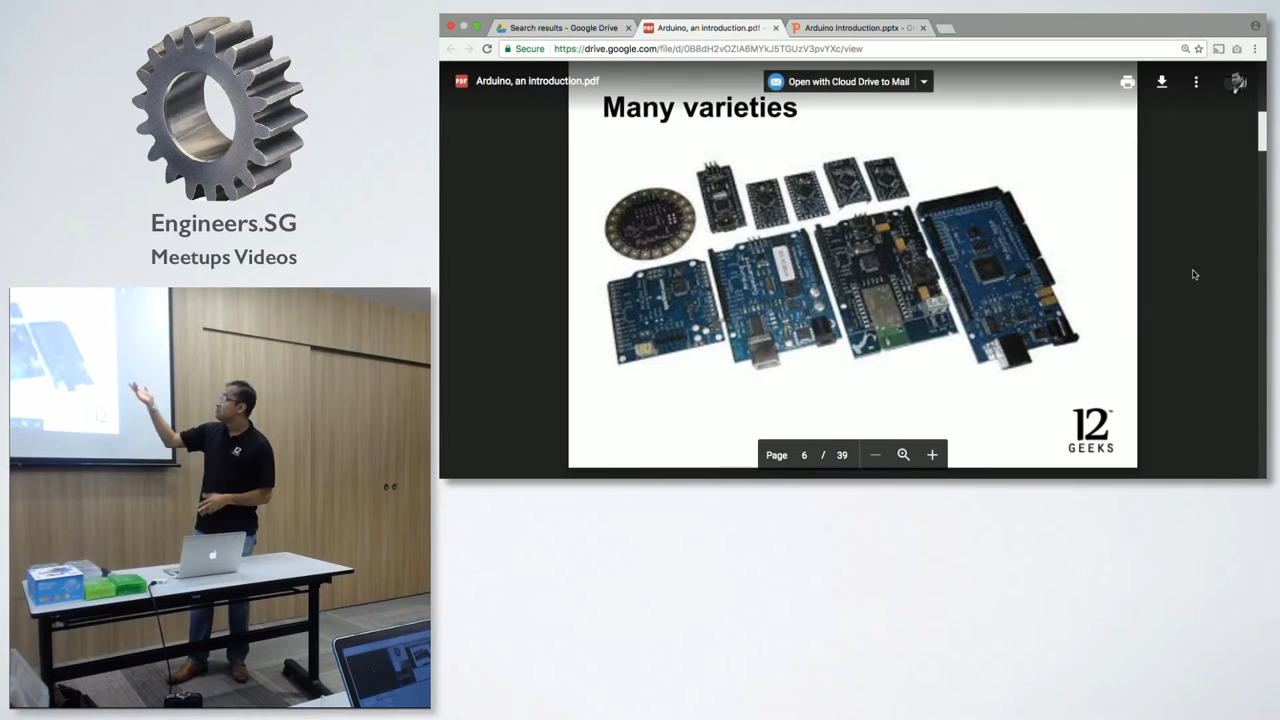 Engineers.SG
Meetups Videos
Search results - Google Drive
Arduino, an introduction.pdf -
Arduino Introduction.pptx - G
Secure
https://drive.google.com/file/d/0B8dH2vOZlA6MYkJ5TGUzV3pvYXc/view
PDF
Arduino, an introduction.pdf
Open with Cloud Drive to Mail
Many varieties
12
GEEKS
Page 6 / 39
12